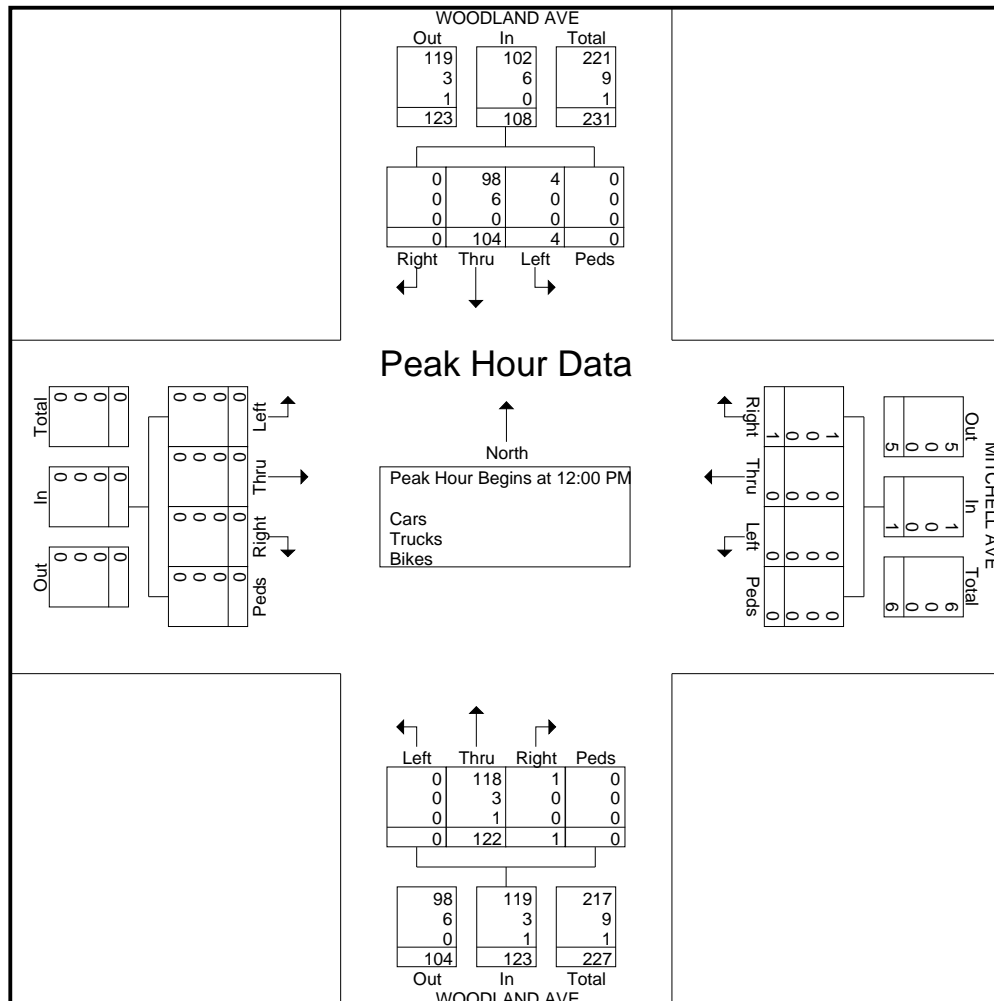 WOODLAND AVE
Out In Total
119 102 221
3 6 9
1 0 1
123 108 231
0 98 4 0
0 6 0 0
0 0 0 0
0 104 4 0
Right Thru Left Peds
Peak Hour Data
North
Peak Hour Begins at 12:00 PM
Cars
Trucks
Bikes
Total
0 0 0 0
In
0 0 0 0
Out
0 0 0 0
Left
0 0 0 0
Thru
0 0 0 0
Right
0 0 0 0
Peds
0 0 0 0
Right
1 0 0 1
Thru
0 0 0 0
Left
0 0 0 0
Peds
0 0 0 0
MITCHELL AVE
Out
5 0 0 5
In
1 0 0 1
Total
6 0 0 6
Left Thru Right Peds
0 118 1 0
0 3 0 0
0 1 0 0
0 122 1 0
98 119 217
6 3 9
0 1 1
104 123 227
Out In Total
WOODLAND AVE